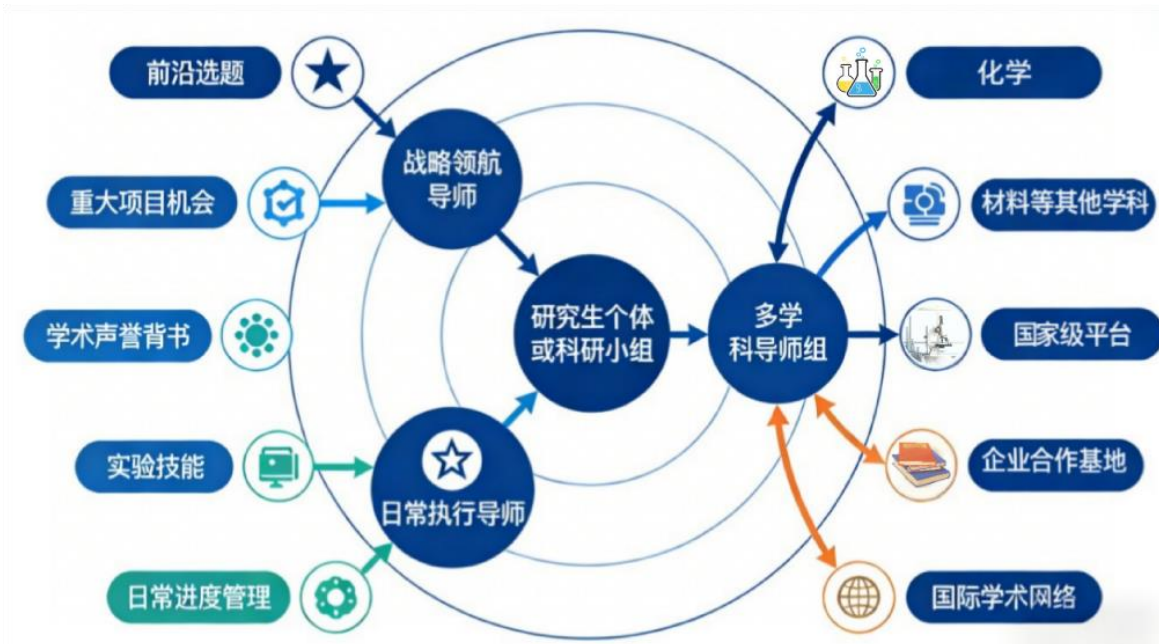 前沿选题
重大项目机会
学术声誉背书
实验技能
日常进度管理
战略领航
导师
日常执行导师
研究生个体
或科研小组
多学
科导师组
化学
材料等其他学科
国家级平台
企业合作基地
国际学术网络